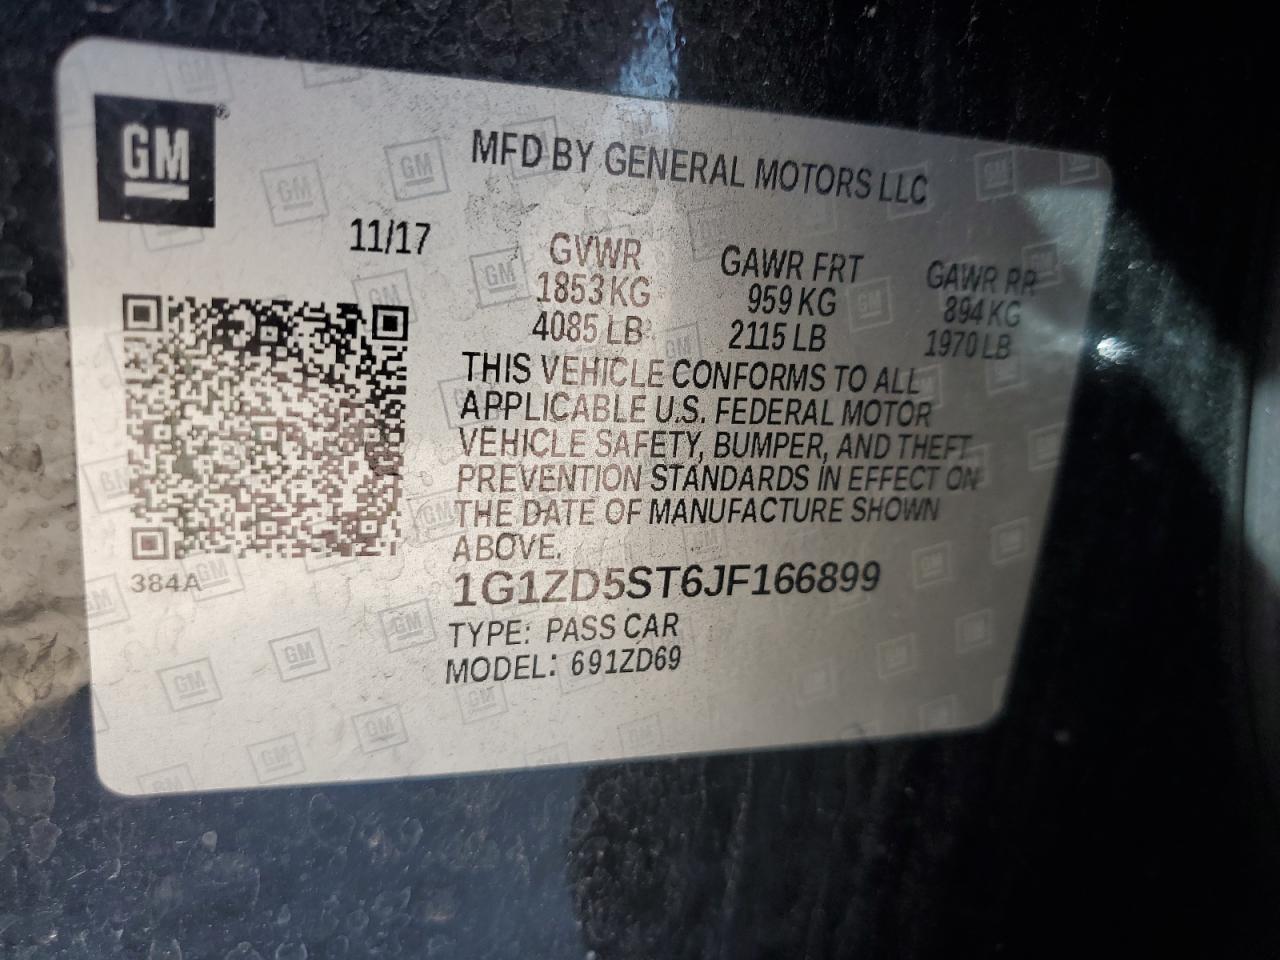 GM
MFD BY GENERAL MOTORS LLC
11/17
GVWR GAWR FRT GAWR RR
1853 KG 959 KG 894 KG
4085 LB 2115 LB 1970 LB
THIS VEHICLE CONFORMS TO ALL
APPLICABLE U.S. FEDERAL MOTOR
VEHICLE SAFETY, BUMPER, AND THEFT
PREVENTION STANDARDS IN EFFECT ON
THE DATE OF MANUFACTURE SHOWN
ABOVE.
384A
1G1ZD5ST6JF166899
TYPE: PASS CAR
MODEL: 691ZD69